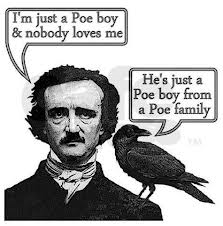 I'm just a Poe boy
& nobody loves me
He's just a
Poe boy from
a Poe family